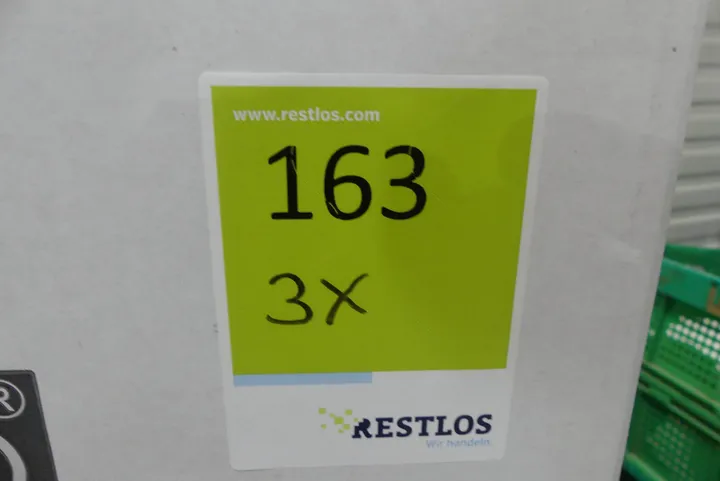 www.restlos.com
163
3X
RESTLOS
Wir handeln.
®